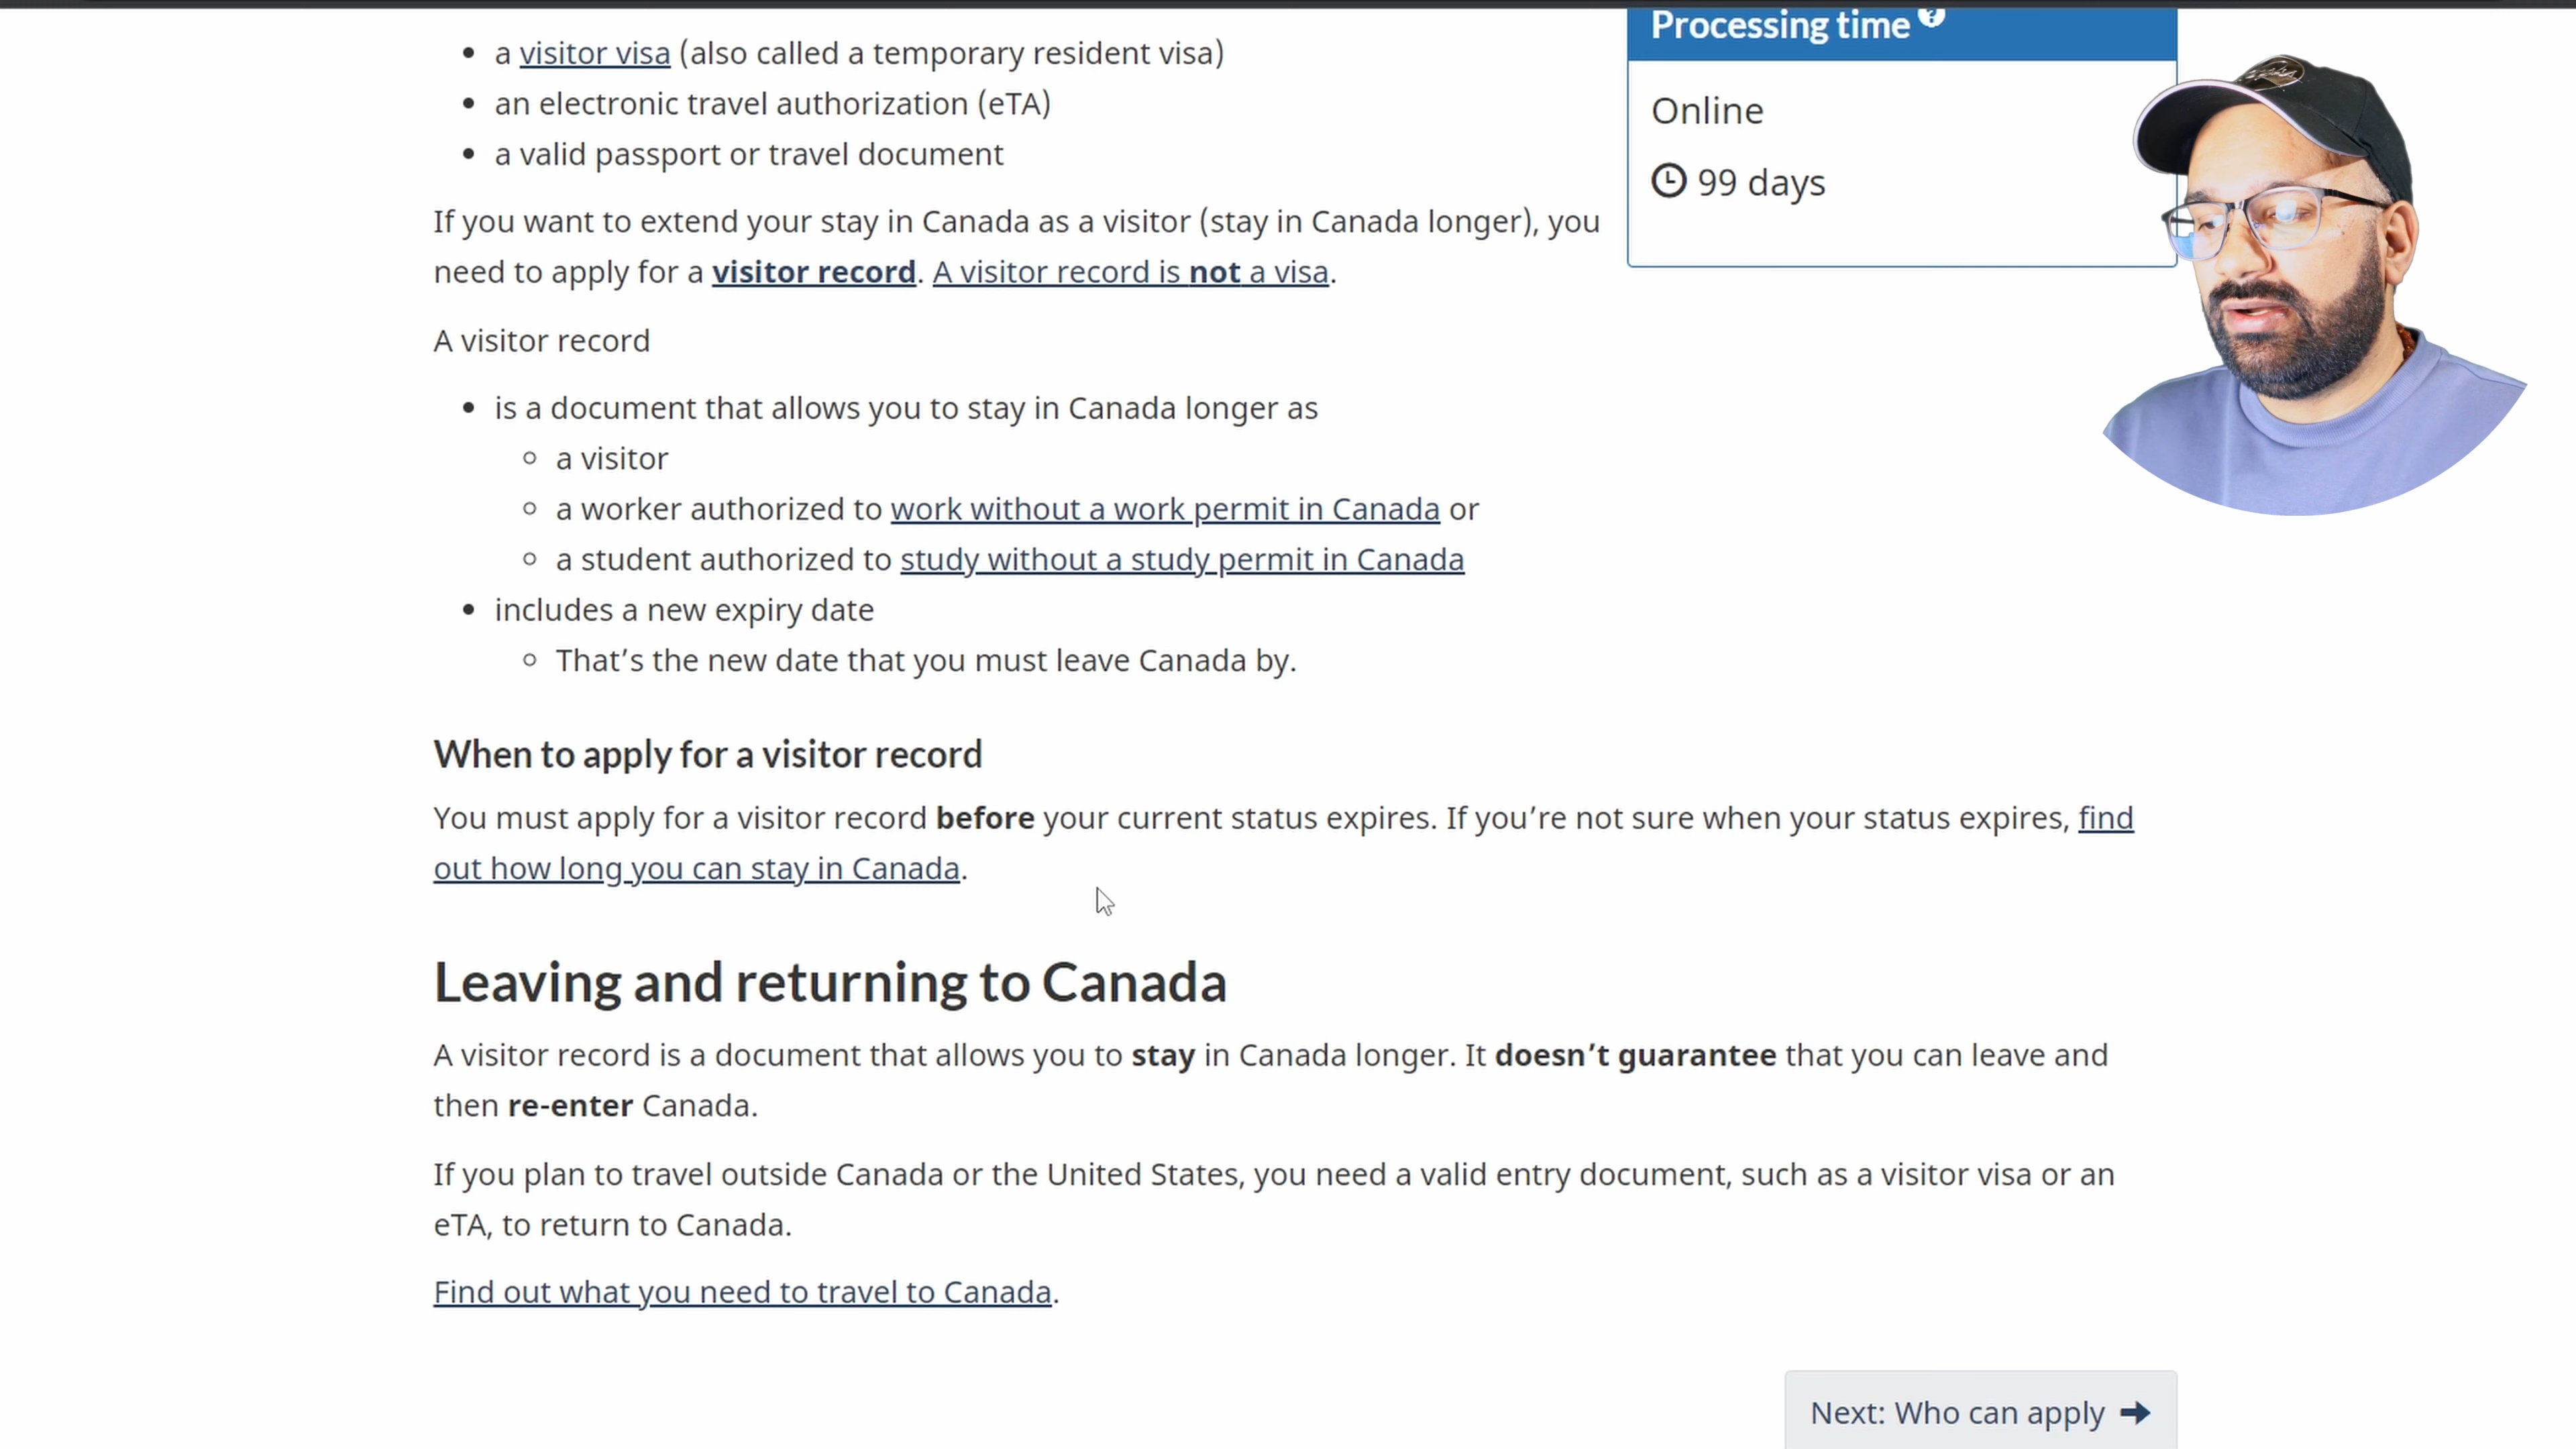 a visitor visa (also called a temporary resident visa)
an electronic travel authorization (eTA)
a valid passport or travel document
If you want to extend your stay in Canada as a visitor (stay in Canada longer), you
need to apply for a visitor record. A visitor record is not a visa.
Processing time
Online
99 days
A visitor record
is a document that allows you to stay in Canada longer as
a visitor
a worker authorized to work without a work permit in Canada or
a student authorized to study without a study permit in Canada
includes a new expiry date
That’s the new date that you must leave Canada by.
When to apply for a visitor record
You must apply for a visitor record before your current status expires. If you’re not sure when your status expires, find
out how long you can stay in Canada.
Leaving and returning to Canada
A visitor record is a document that allows you to stay in Canada longer. It doesn’t guarantee that you can leave and
then re-enter Canada.
If you plan to travel outside Canada or the United States, you need a valid entry document, such as a visitor visa or an
eTA, to return to Canada.
Find out what you need to travel to Canada.
Next: Who can apply